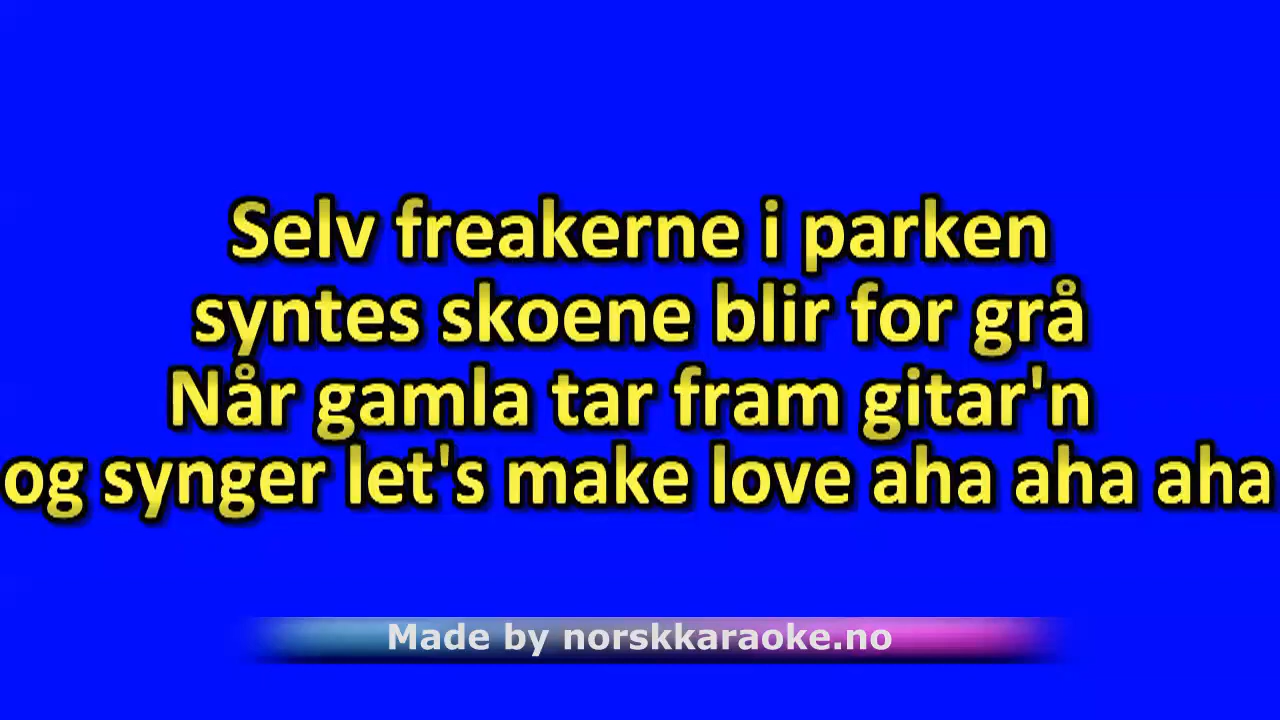 Selv freakerne i parken
syntes skoene blir for grå
Når gamla tar fram gitar'n
og synger let's make love aha aha aha
Made by norskkaraoke.no